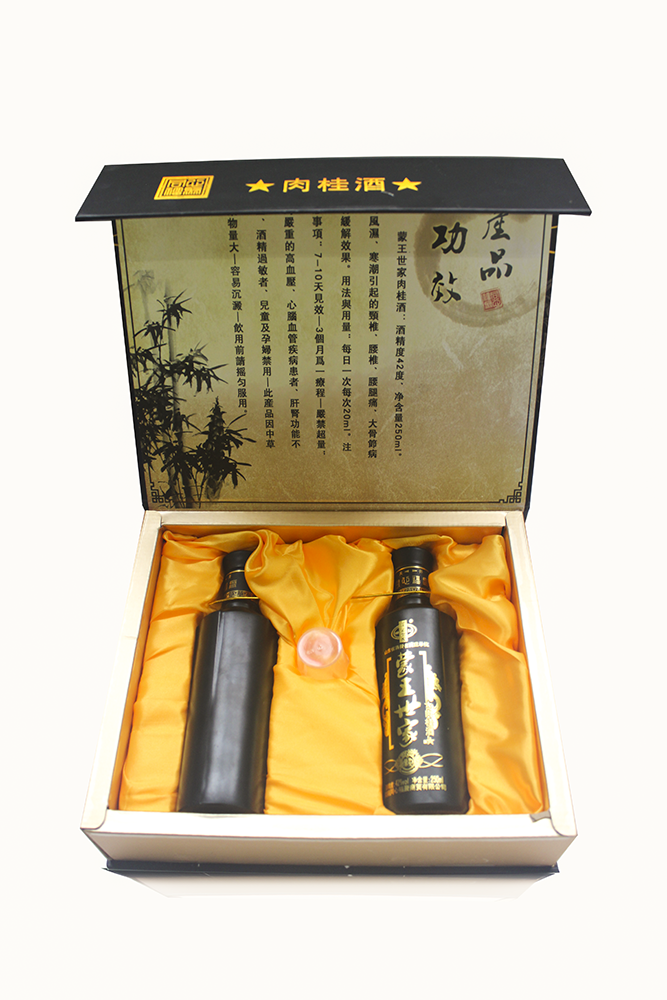 ★肉桂酒★
産品
功效
蒙王世家肉桂酒：酒精度42度，净含量250ml。
風濕、寒潮引起的頸椎、腰椎、腰腿痛，大骨節病
緩解效果。用法與用量：每日一次每次20ml。注
事項：7—10天見效—3個月爲一療程—嚴禁超量；
嚴重的高血壓、心腦血管疾病患者、肝腎功能不
、酒精過敏者、兒童及孕婦禁用—此産品因中草
物量大—容易沉澱—飲用前請摇匀服用。
蒙王世家